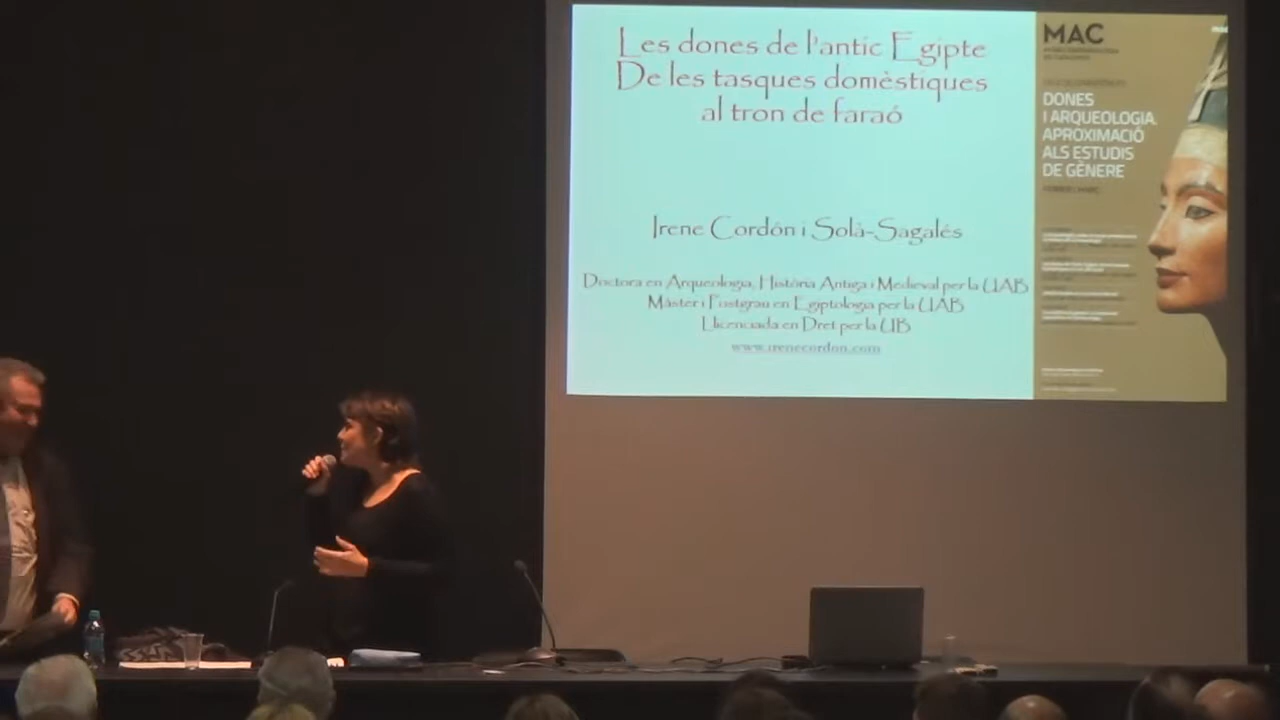 Les dones de l'antic Egipte
De les tasques domèstiques
al tron de faraó
Irene Cordón i Solà-Sagalés
Doctora en Arqueologia, Història Antiga i Medieval per la UAB
Màster i Postgrau en Egiptologia per la UAB
Llicenciada en Dret per la UB
www.irenecordon.com
MAC
DONES
I ARQUEOLOGIA.
APROXIMACIÓ
ALS ESTUDIS
DE GÈNERE